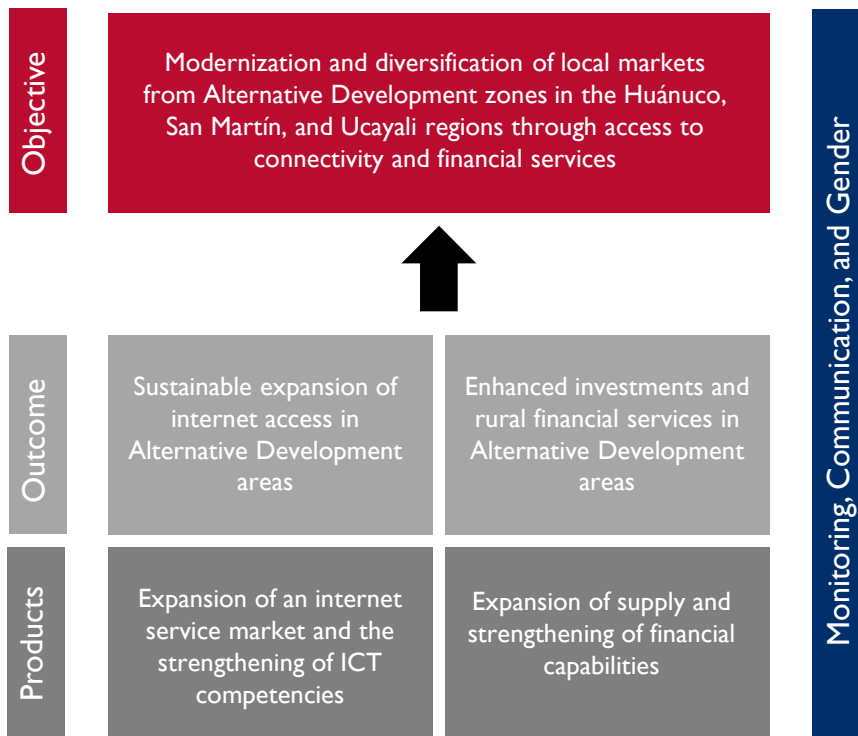 Objective
Modernization and diversification of local markets
from Alternative Development zones in the Huánuco,
San Martín, and Ucayali regions through access to
connectivity and financial services
Outcome
Sustainable expansion of
internet access in
Alternative Development
areas
Enhanced investments and
rural financial services in
Alternative Development
areas
Products
Expansion of an internet
service market and the
strengthening of ICT
competencies
Expansion of supply and
strengthening of financial
capabilities
Monitoring, Communication, and Gender